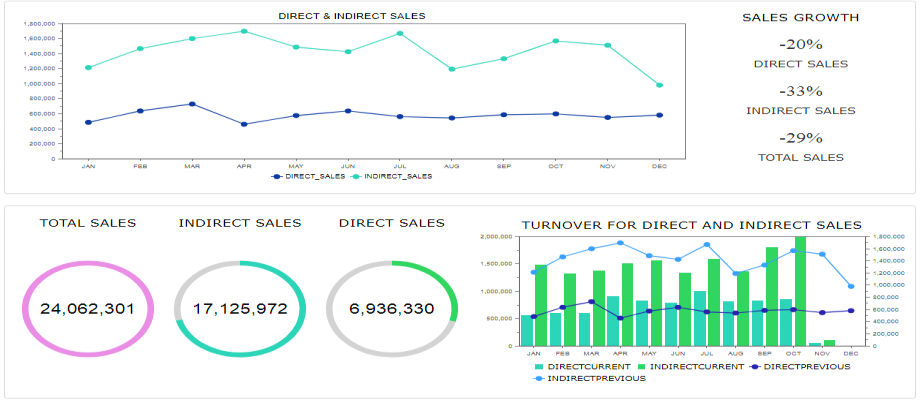 DIRECT & INDIRECT SALES
1,800,000
1,600,000
1,400,000
1,200,000
1,000,000
800,000
600,000
400,000
200,000
0
JAN FEB MAR APR MAY JUN JUL AUG SEP OCT NOV DEC
DIRECT_SALES INDIRECT_SALES
SALES GROWTH
-20%
DIRECT SALES
-33%
INDIRECT SALES
-29%
TOTAL SALES
TOTAL SALES INDIRECT SALES DIRECT SALES
24,062,301 17,125,972 6,936,330
TURNOVER FOR DIRECT AND INDIRECT SALES
2,000,000
1,500,000
1,000,000
500,000
0
1,800,000
1,600,000
1,400,000
1,200,000
1,000,000
800,000
600,000
400,000
200,000
0
JAN FEB MAR APR MAY JUN JUL AUG SEP OCT NOV DEC
DIRECTCURRENT INDIRECTCURRENT DIRECTPREVIOUS
INDIRECTPREVIOUS